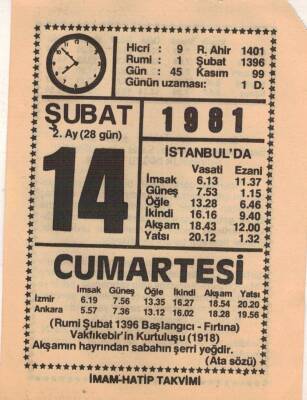 Hicri : 9 R. Ahir 1401
Rumi : 1 Şubat 1396
Gün : 45 Kasım 99
Günün uzaması: 1 D.
ŞUBAT
2. Ay (28 gün)
14
1981
İSTANBUL'DA
Vasati Ezani
İmsak 6.13 11.37
Güneş 7.53 1.15
Öğle 13.28 6.46
İkindi 16.16 9.40
Akşam 18.43 12.00
Yatsı 20.12 1.32
CUMARTESİ
İmsak Güneş Öğle İkindi Akşam Yatsı
İzmir 6.19 7.56 13.35 16.27 18.54 20.20
Ankara 5.57 7.36 13.12 16.02 18.28 19.56
(Rumi Şubat 1396 Başlangıcı - Fırtına)
Vakfıkebir'in Kurtuluşu (1918)
Akşamın hayrından sabahın şerri yeğdir.
(Ata sözü)
İMAM-HATİP TAKVİMİ